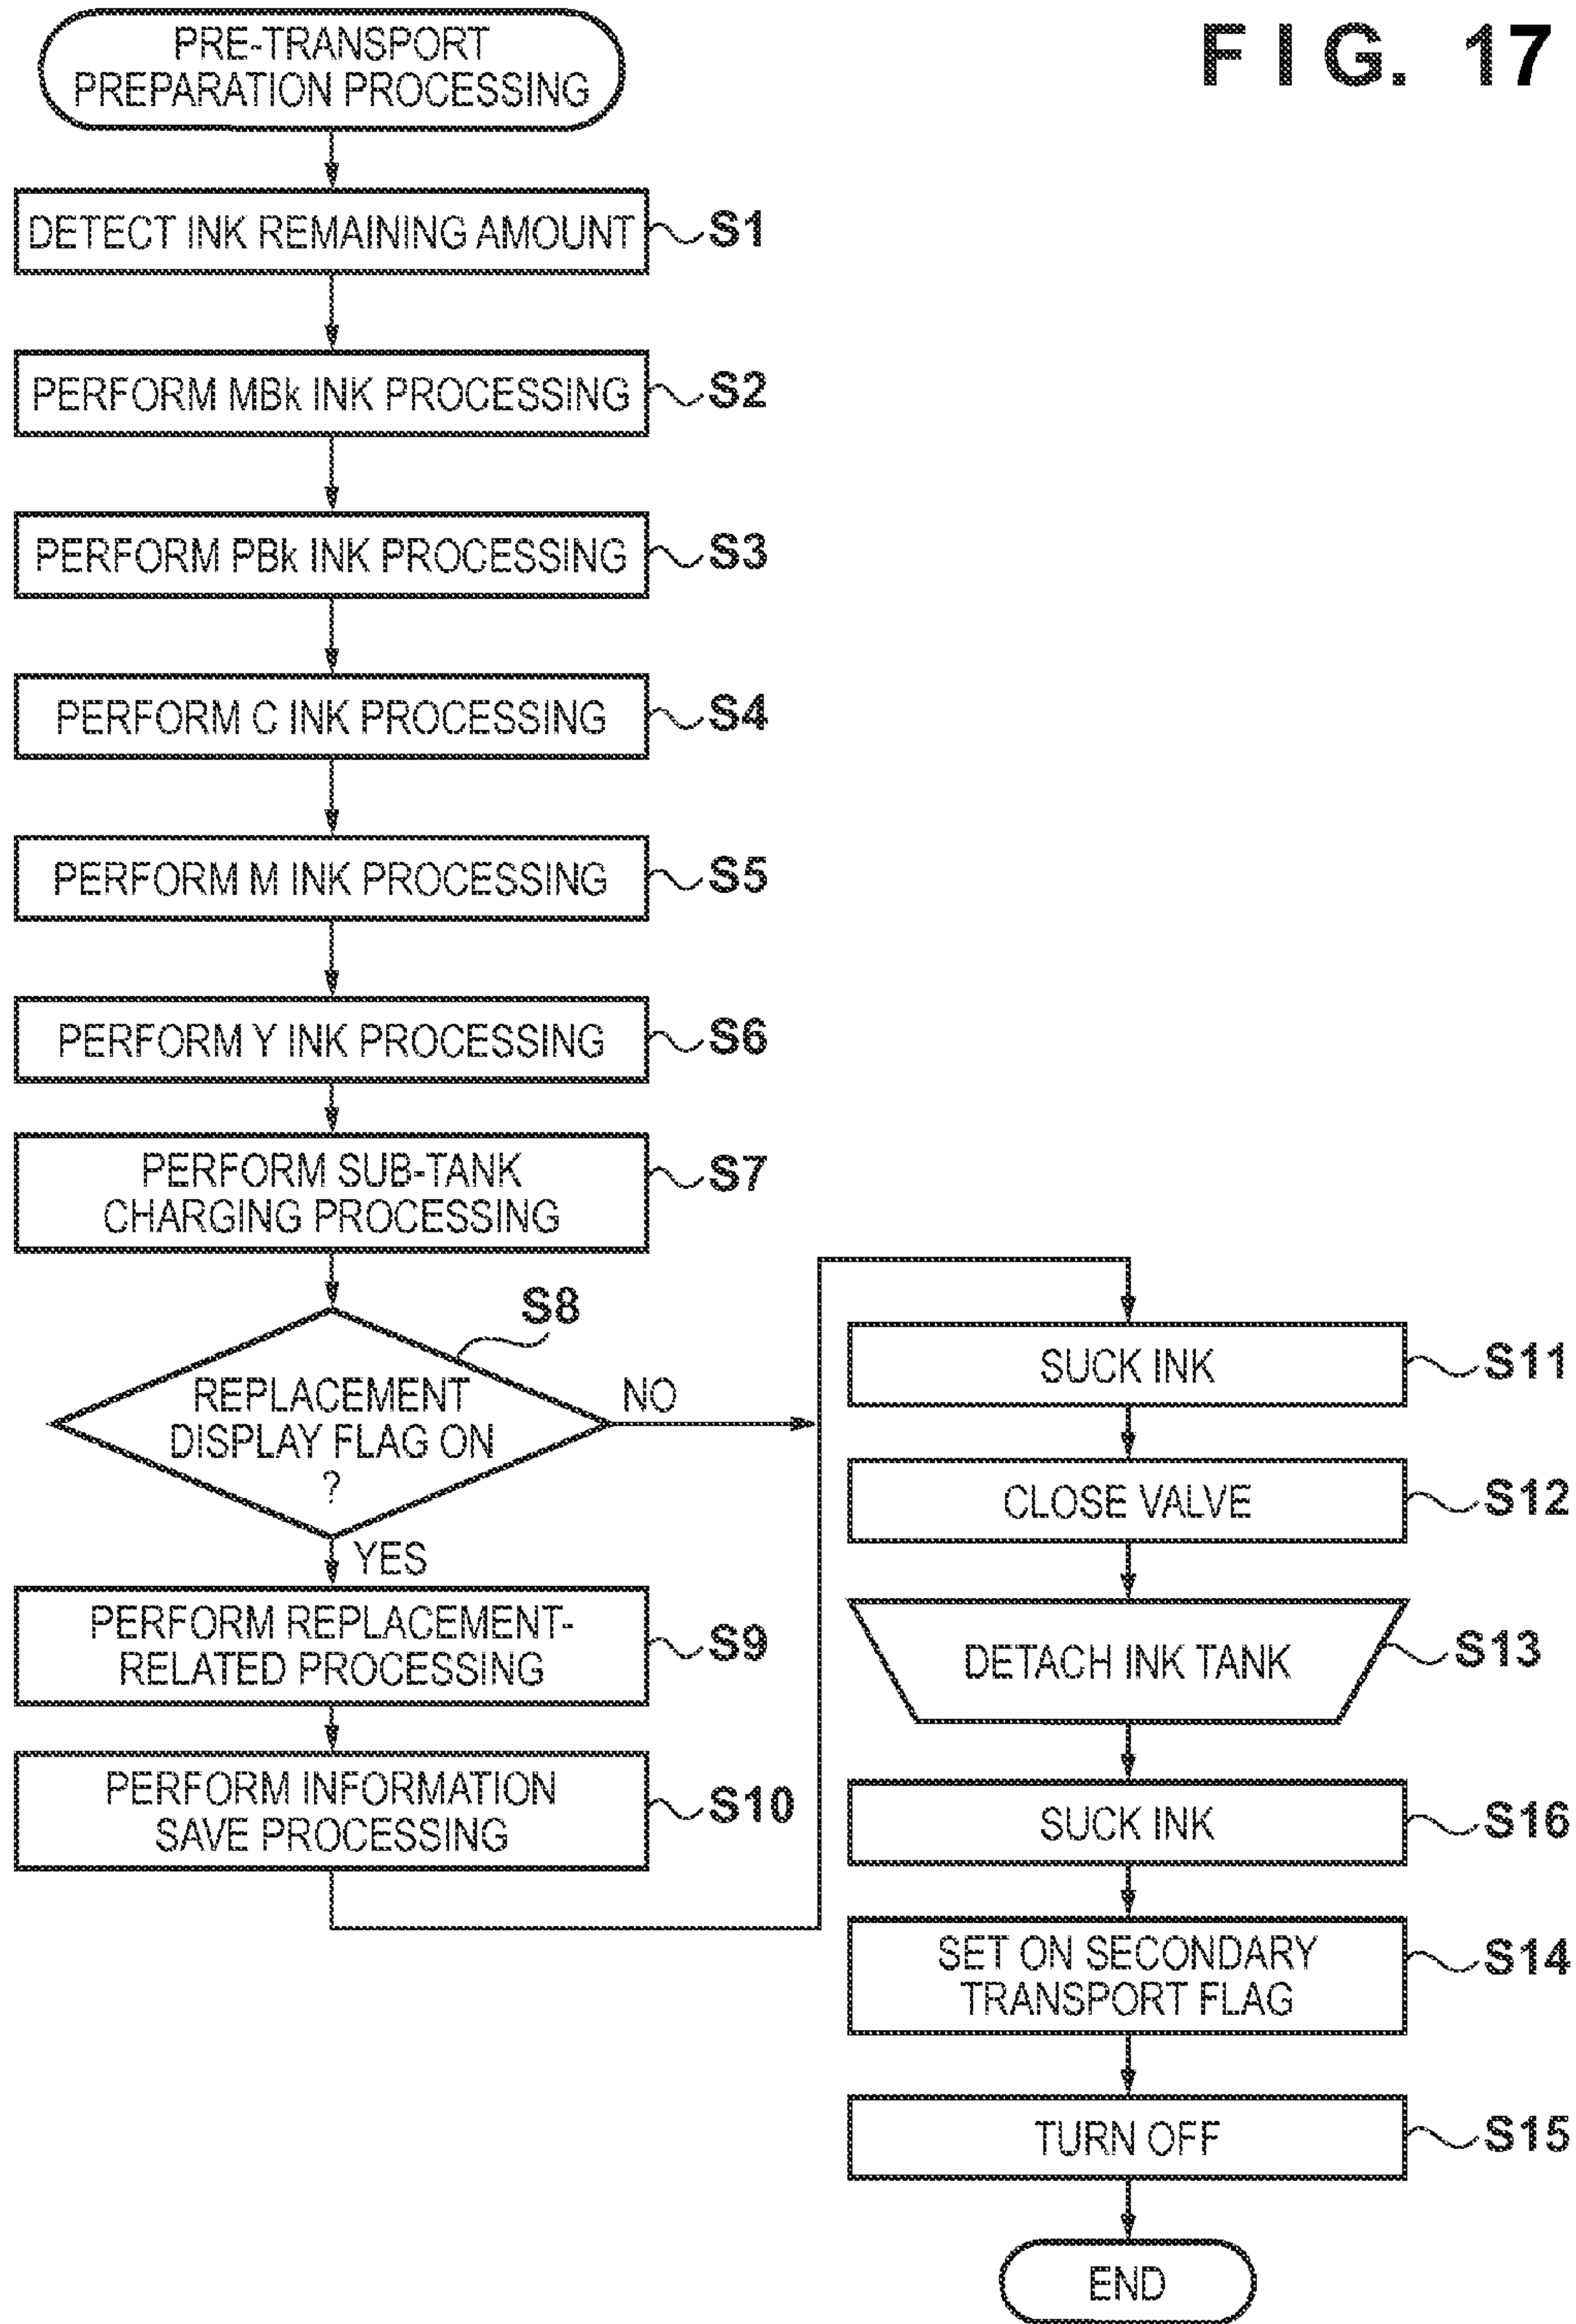 FIG. 17
PRE-TRANSPORT
PREPARATION PROCESSING
DETECT INK REMAINING AMOUNT
S1
PERFORM MBk INK PROCESSING
S2
PERFORM PBk INK PROCESSING
S3
PERFORM C INK PROCESSING
S4
PERFORM M INK PROCESSING
S5
PERFORM Y INK PROCESSING
S6
PERFORM SUB-TANK
CHARGING PROCESSING
S7
S8
REPLACEMENT
DISPLAY FLAG ON
?
NO
YES
PERFORM REPLACEMENT-
RELATED PROCESSING
S9
PERFORM INFORMATION
SAVE PROCESSING
S10
SUCK INK
S11
CLOSE VALVE
S12
DETACH INK TANK
S13
SUCK INK
S16
SET ON SECONDARY
TRANSPORT FLAG
S14
TURN OFF
S15
END